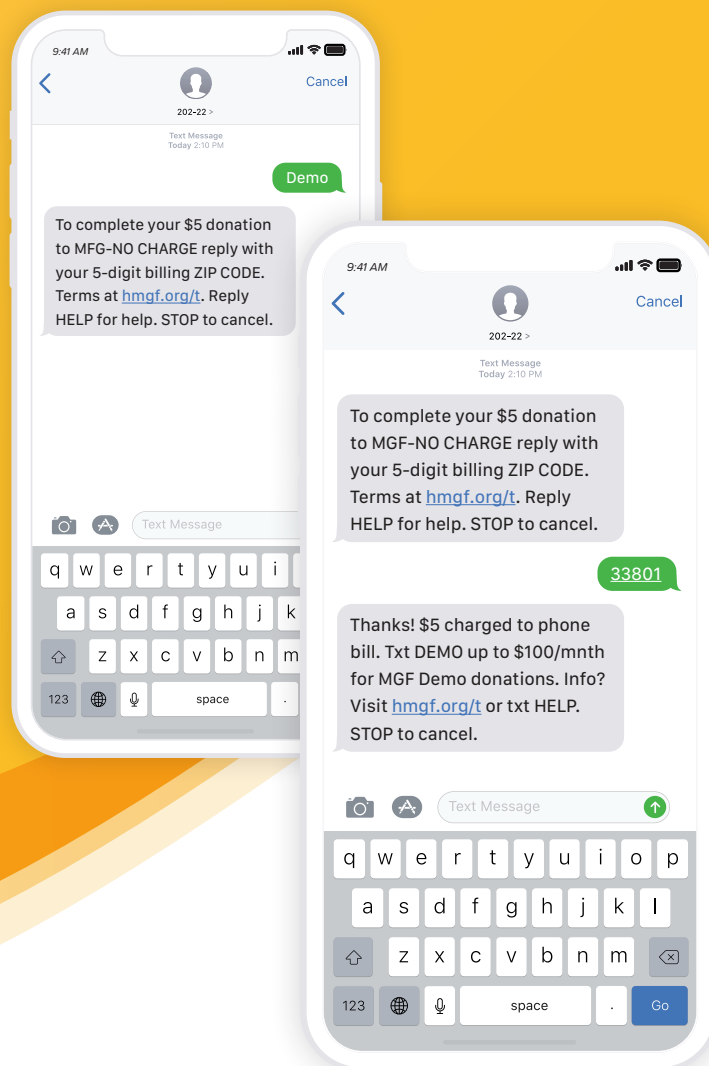 9:41 AM
Cancel
202-22 >
Text Message
Today 2:10 PM
Demo
To complete your $5 donation
to MFG-NO CHARGE reply with
your 5-digit billing ZIP CODE.
Terms at hmgf.org/t. Reply
HELP for help. STOP to cancel.
Text Message
q w e r t y u i
a s d f g h j k
z x c v b n m
123 space .
9:41 AM
Cancel
202-22 >
Text Message
Today 2:10 PM
To complete your $5 donation
to MGF-NO CHARGE reply with
your 5-digit billing ZIP CODE.
Terms at hmgf.org/t. Reply
HELP for help. STOP to cancel.
33801
Thanks! $5 charged to phone
bill. Txt DEMO up to $100/mnth
for MGF Demo donations. Info?
Visit hmgf.org/t or txt HELP.
STOP to cancel.
Text Message
q w e r t y u i o p
a s d f g h j k l
z x c v b n m
123 space . Go